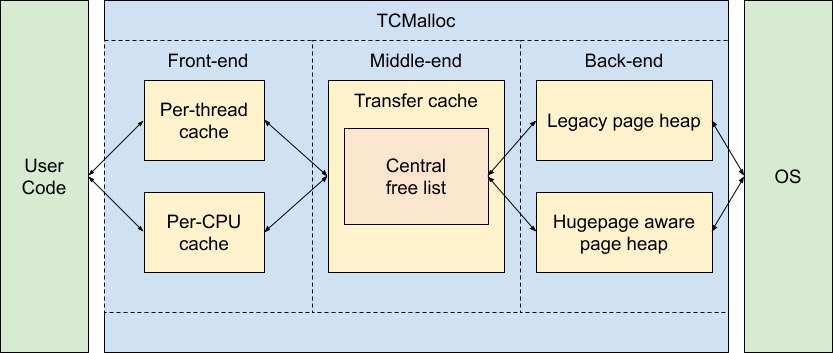 TCMalloc
Front-end
Middle-end
Back-end
User
Code
Per-thread
cache
Per-CPU
cache
Transfer cache
Central
free list
Legacy page heap
Hugepage aware
page heap
OS